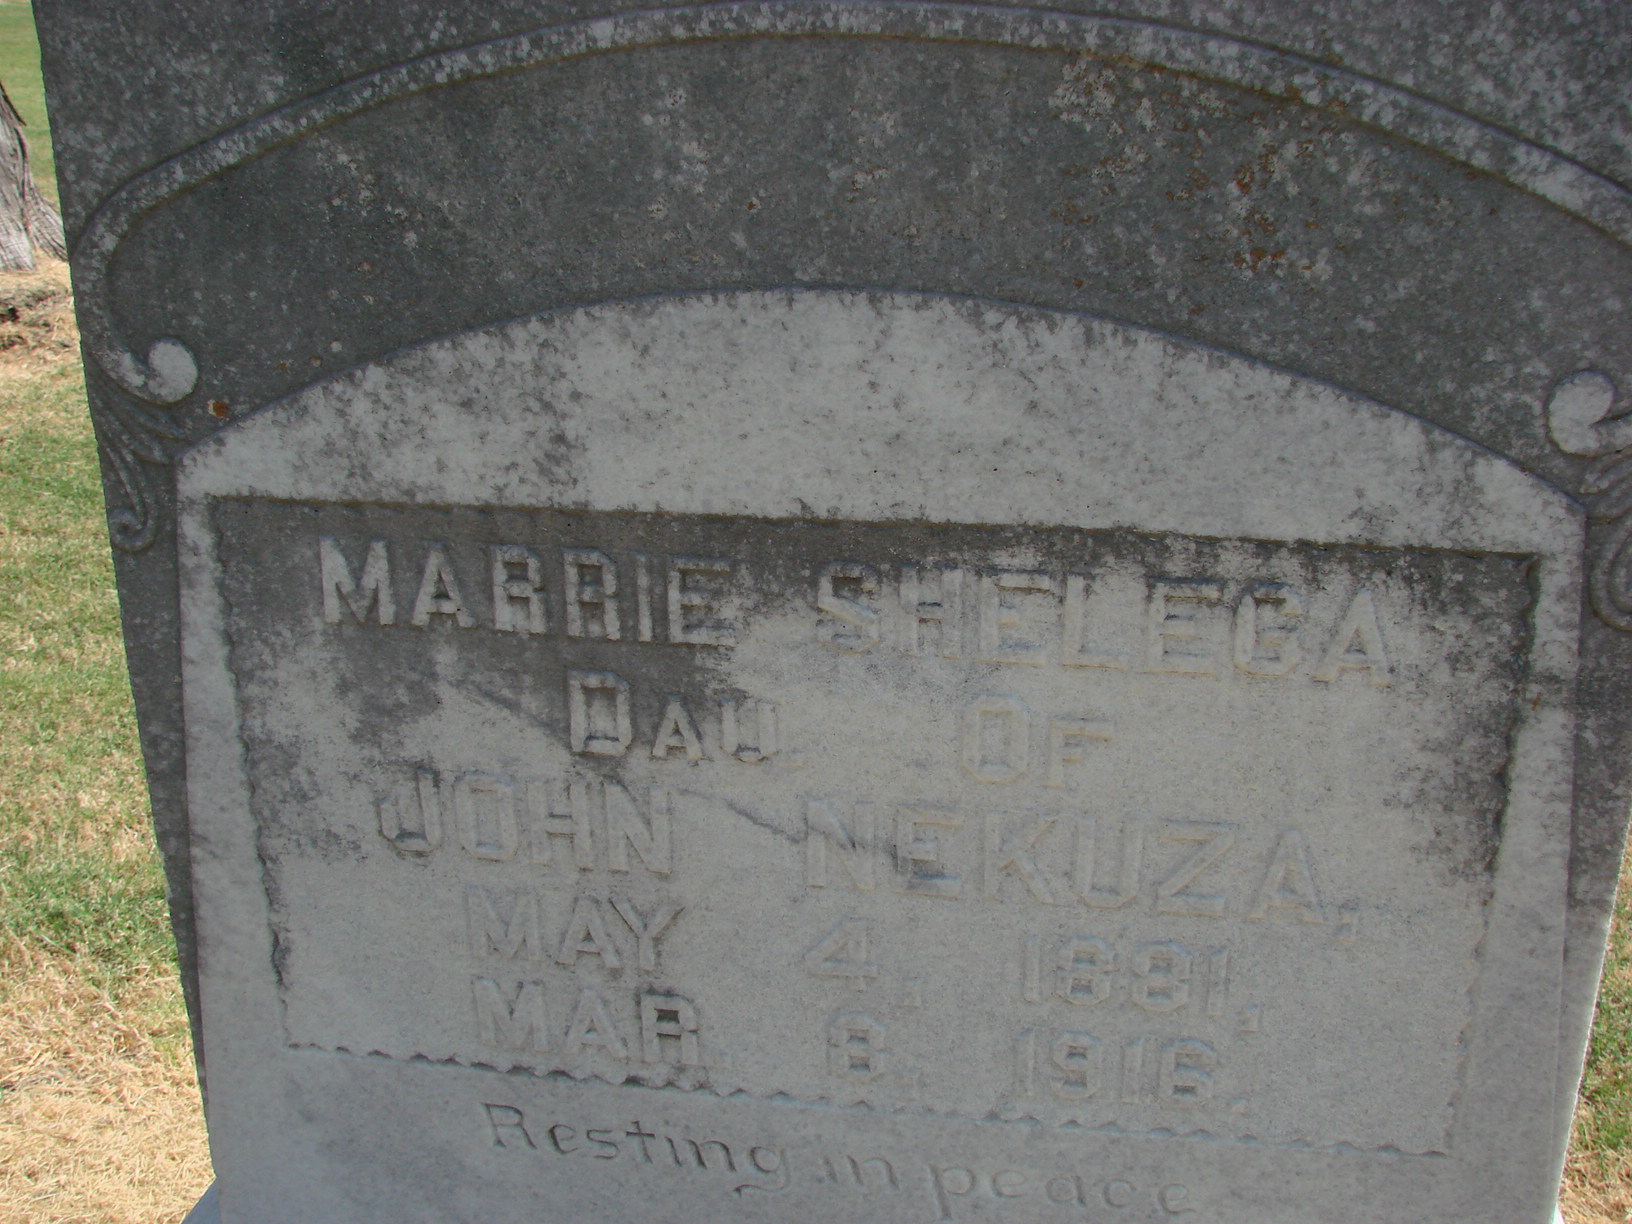 MARRIE SHELEGA
DAU. OF
JOHN NEKUZA,
MAY 4, 1881,
MAR. 8, 1916.
Resting in peace